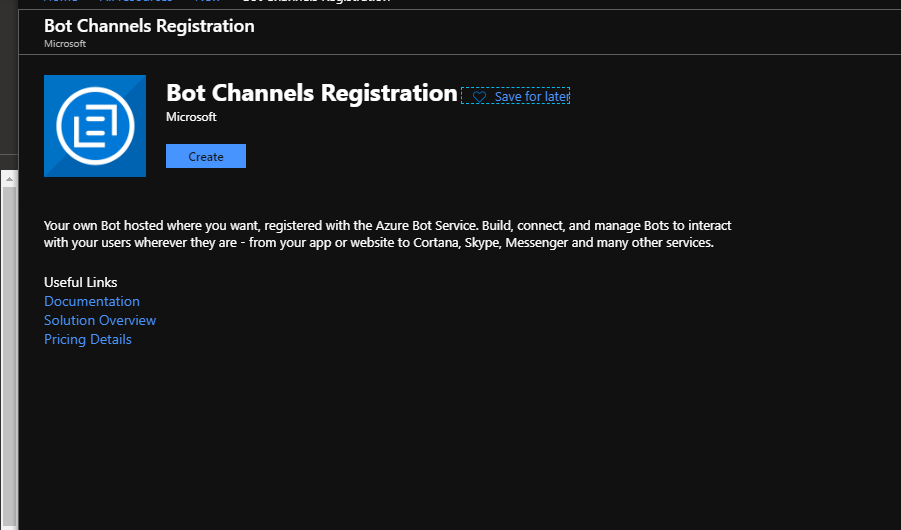 Bot Channels Registration
Bot Channels Registration
Microsoft
Bot Channels Registration
Save for later
Microsoft
Create
Your own Bot hosted where you want, registered with the Azure Bot Service. Build, connect, and manage Bots to interact
with your users wherever they are - from your app or website to Cortana, Skype, Messenger and many other services.
Useful Links
Documentation
Solution Overview
Pricing Details